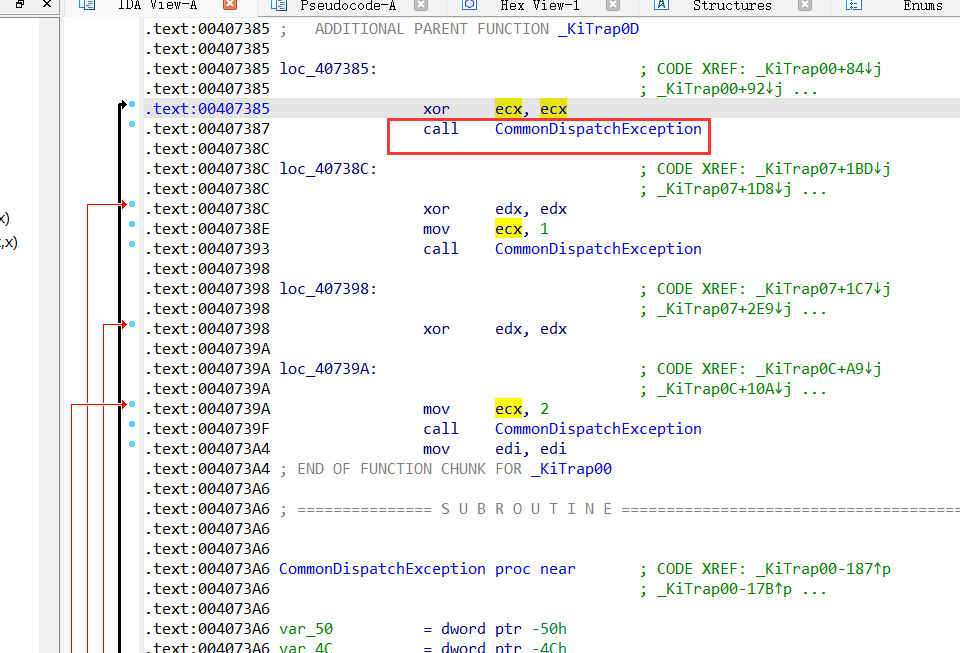 IDA View-A Pseudocode-A Hex View-1 Structures Enums
.text:00407385 ;   ADDITIONAL PARENT FUNCTION _KiTrap0D
.text:00407385
.text:00407385 loc_407385: ; CODE XREF: _KiTrap00+84↓j
.text:00407385 ; _KiTrap00+92↓j ...
.text:00407385 xor ecx, ecx
.text:00407387 call CommonDispatchException
.text:0040738C
.text:0040738C loc_40738C: ; CODE XREF: _KiTrap07+1BD↓j
.text:0040738C ; _KiTrap07+1D8↓j ...
x)
.text:0040738C xor edx, edx
.text:0040738E mov ecx, 1
,x)
.text:00407393 call CommonDispatchException
.text:00407398
.text:00407398 loc_407398: ; CODE XREF: _KiTrap07+1C7↓j
.text:00407398 ; _KiTrap07+2E9↓j ...
.text:00407398 xor edx, edx
.text:0040739A
.text:0040739A loc_40739A: ; CODE XREF: _KiTrap0C+A9↓j
.text:0040739A ; _KiTrap0C+10A↓j ...
.text:0040739A mov ecx, 2
.text:0040739F call CommonDispatchException
.text:004073A4 mov edi, edi
.text:004073A4 ; END OF FUNCTION CHUNK FOR _KiTrap00
.text:004073A6
.text:004073A6 ; =============== S U B R O U T I N E =====================================
.text:004073A6
.text:004073A6
.text:004073A6 CommonDispatchException proc near ; CODE XREF: _KiTrap00-187↑p
.text:004073A6 ; _KiTrap00-17B↑p ...
.text:004073A6
.text:004073A6 var_50 = dword ptr -50h
.text:004073A6 var_4C = dword ptr -4Ch